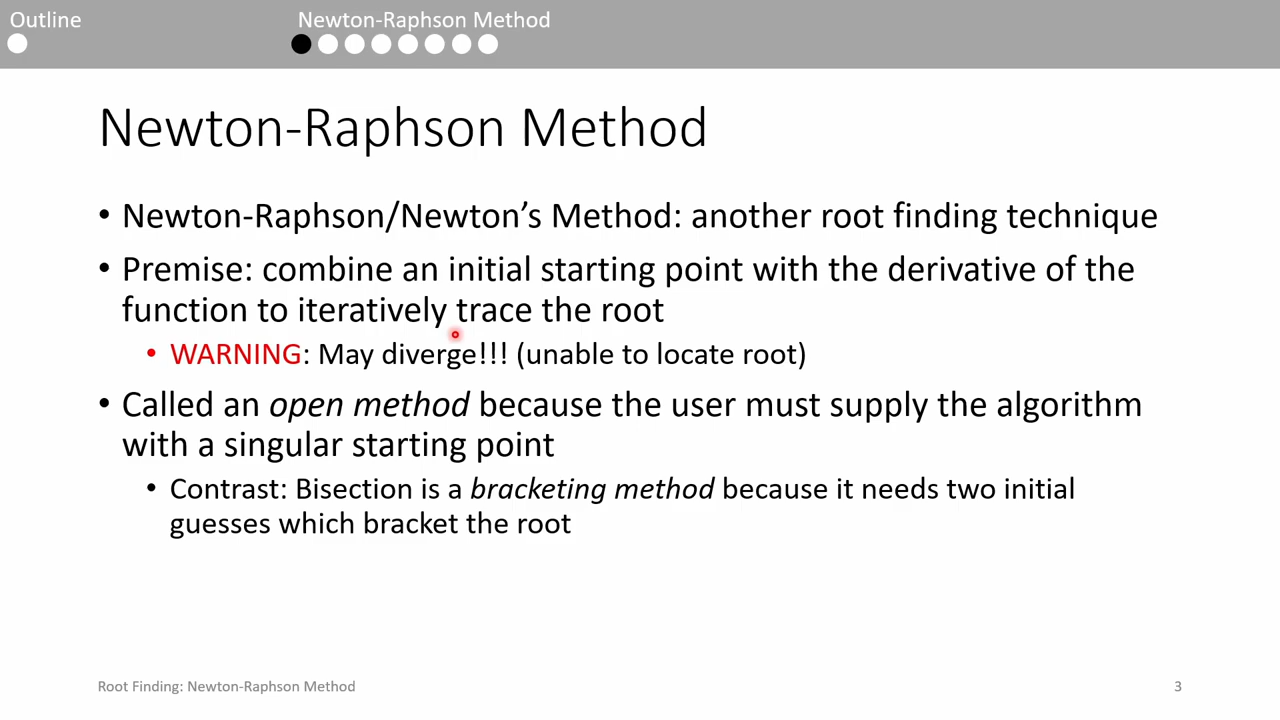 Outline
Newton-Raphson Method
Newton-Raphson Method
• Newton-Raphson/Newton’s Method: another root finding technique
• Premise: combine an initial starting point with the derivative of the
function to iteratively trace the root
• WARNING: May diverge!!! (unable to locate root)
• Called an open method because the user must supply the algorithm
with a singular starting point
• Contrast: Bisection is a bracketing method because it needs two initial
guesses which bracket the root
Root Finding: Newton-Raphson Method
3